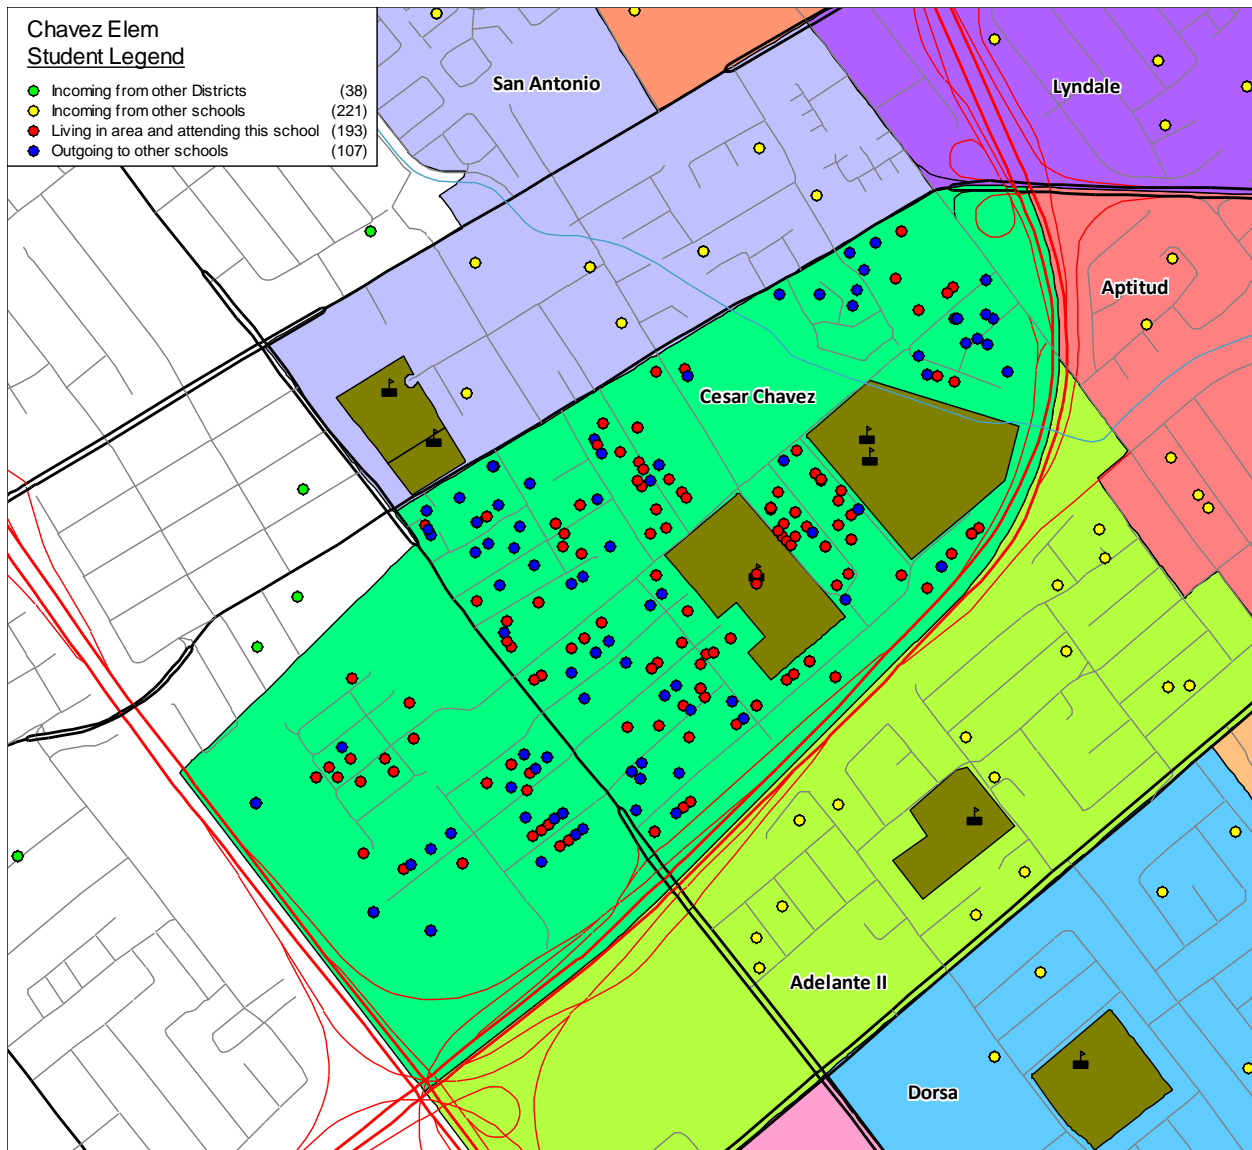 Chavez Elem
Student Legend
Incoming from other Districts (38)
Incoming from other schools (221)
Living in area and attending this school (193)
Outgoing to other schools (107)
San Antonio
Lyndale
Aptitud
Cesar Chavez
Adelante II
Dorsa